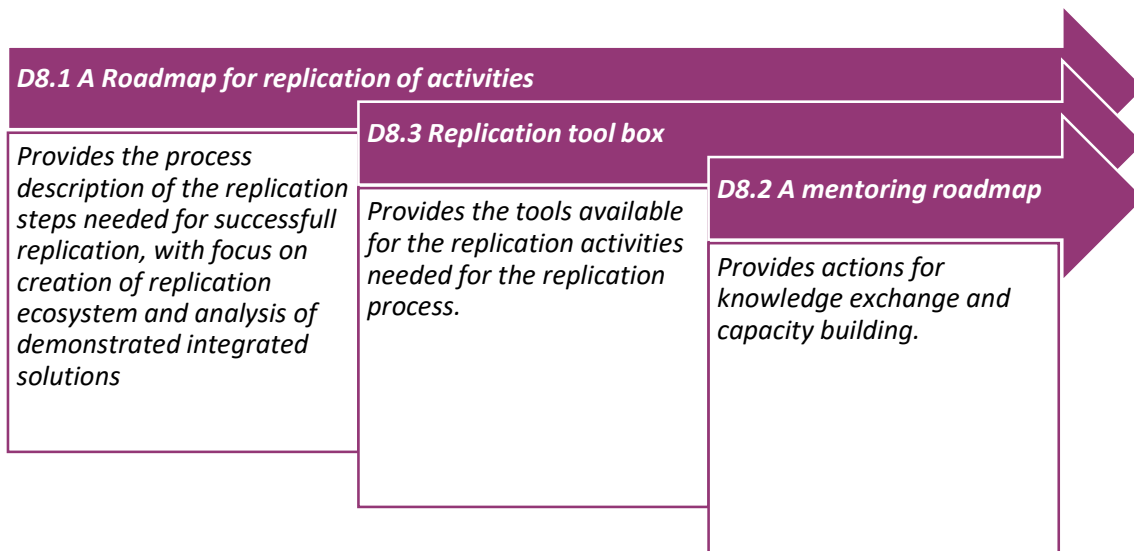 D8.1 A Roadmap for replication of activities
Provides the process
description of the replication
steps needed for successfull
replication, with focus on
creation of replication
ecosystem and analysis of
demonstrated integrated
solutions
D8.3 Replication tool box
Provides the tools available
for the replication activities
needed for the replication
process.
D8.2 A mentoring roadmap
Provides actions for
knowledge exchange and
capacity building.